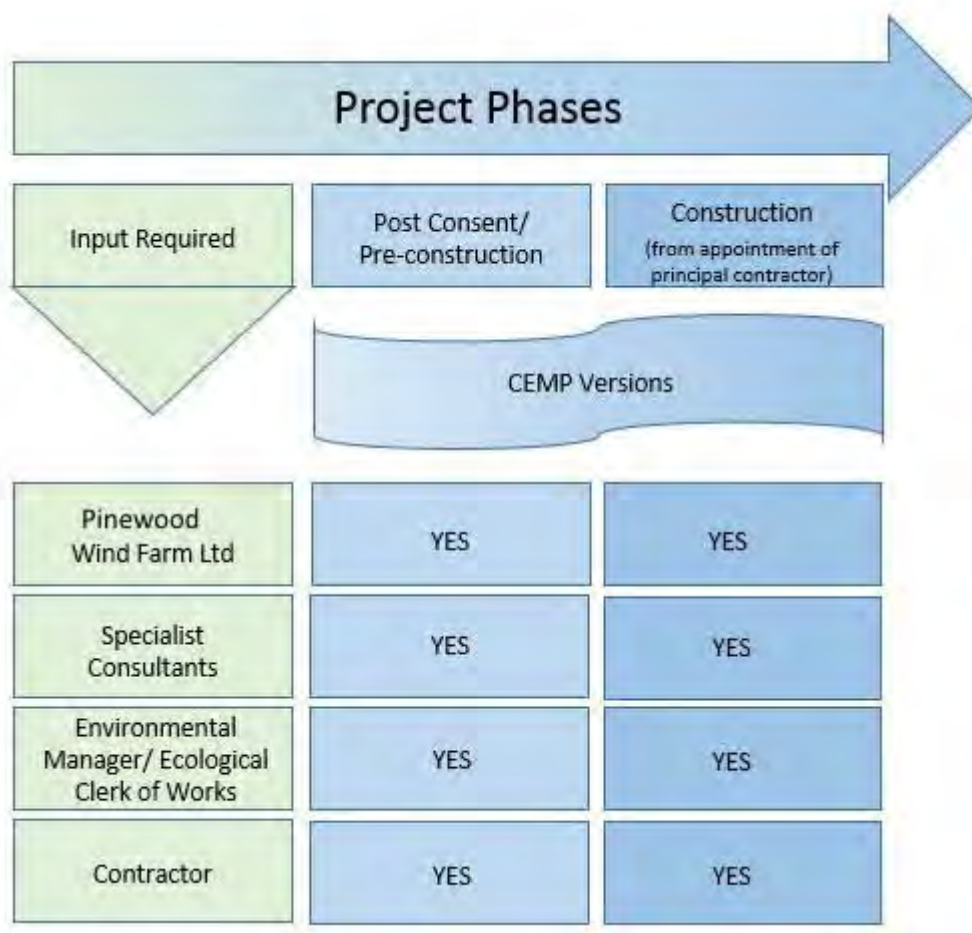 Project Phases
Input Required
Post Consent/
Pre-construction
Construction
(from appointment of
principal contractor)
CEMP Versions
Pinewood
Wind Farm Ltd
YES
YES
Specialist
Consultants
YES
YES
Environmental
Manager/ Ecological
Clerk of Works
YES
YES
Contractor
YES
YES